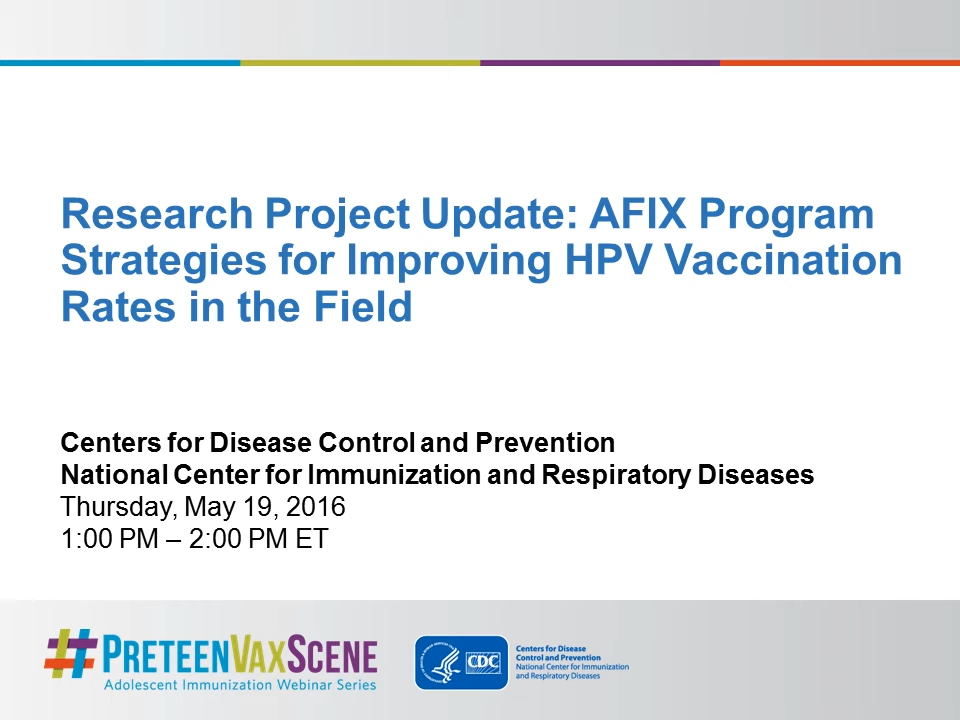 Research Project Update: AFIX Program
Strategies for Improving HPV Vaccination
Rates in the Field
Centers for Disease Control and Prevention
National Center for Immunization and Respiratory Diseases
Thursday, May 19, 2016
1:00 PM – 2:00 PM ET
#PRETEENVAXSCENE
Adolescent Immunization Webinar Series
CDC
Centers for Disease
Control and Prevention
National Center for Immunization
and Respiratory Diseases